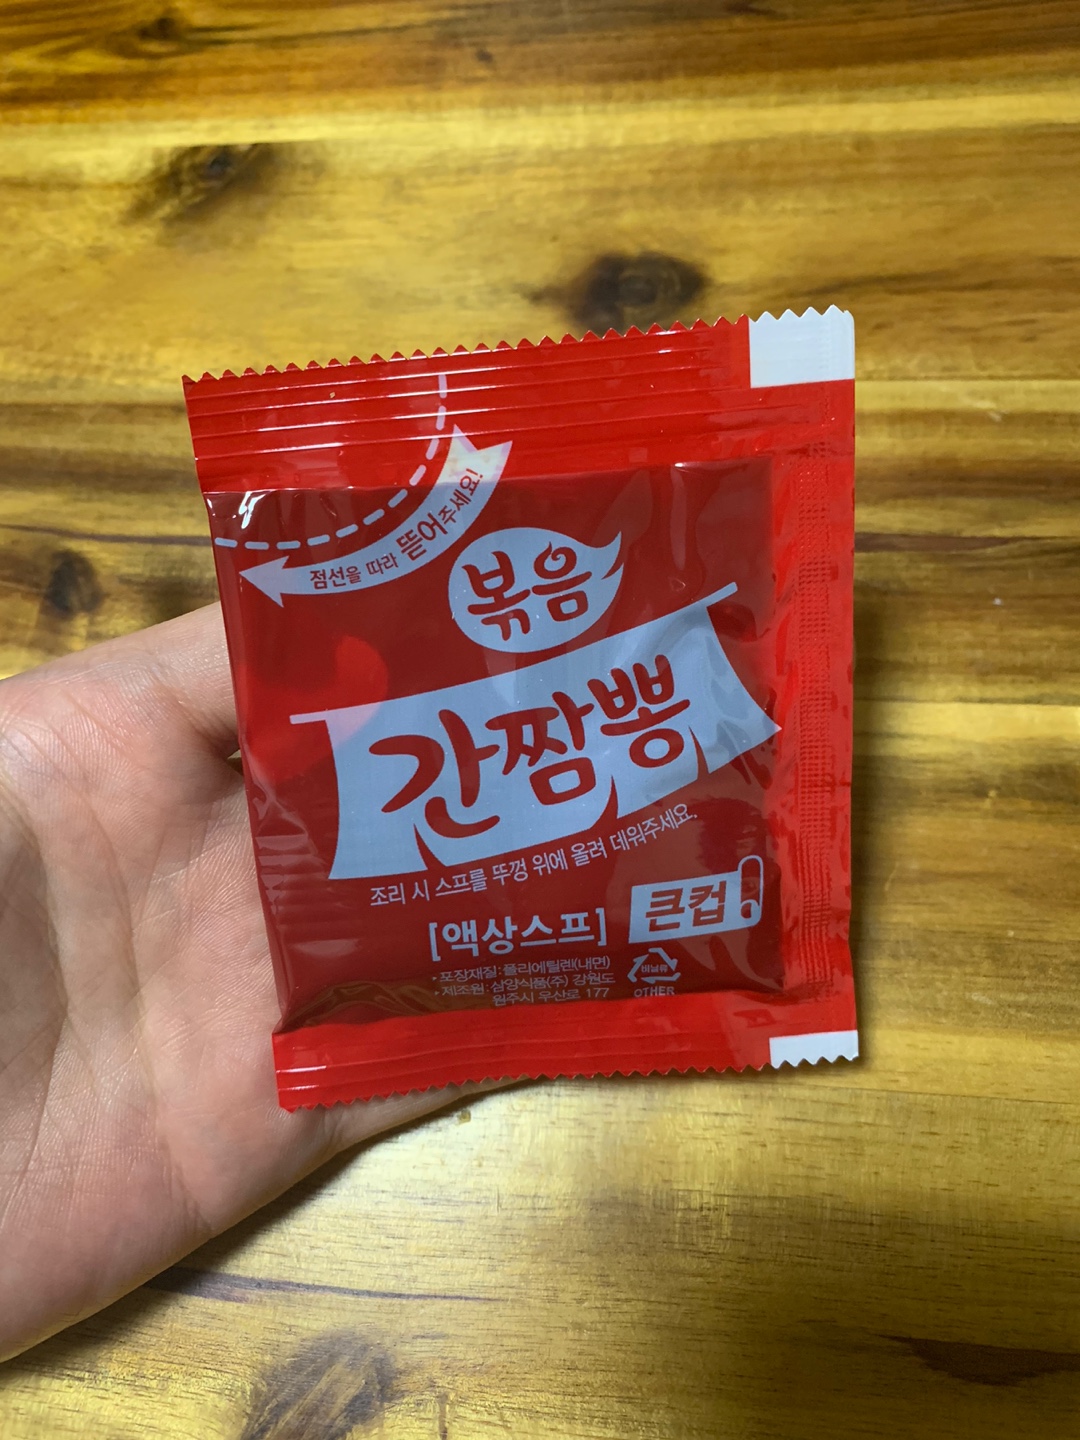 점선을 따라 뜯어주세요!
볶음
간짬뽕
조리 시 스프를 뚜껑 위에 올려 데워주세요.
큰컵
[액상스프]
•포장재질:폴리에틸렌(내면)
•제조원:삼양식품(주) 강원도
원주시 우산로 177
비닐류
OTHER